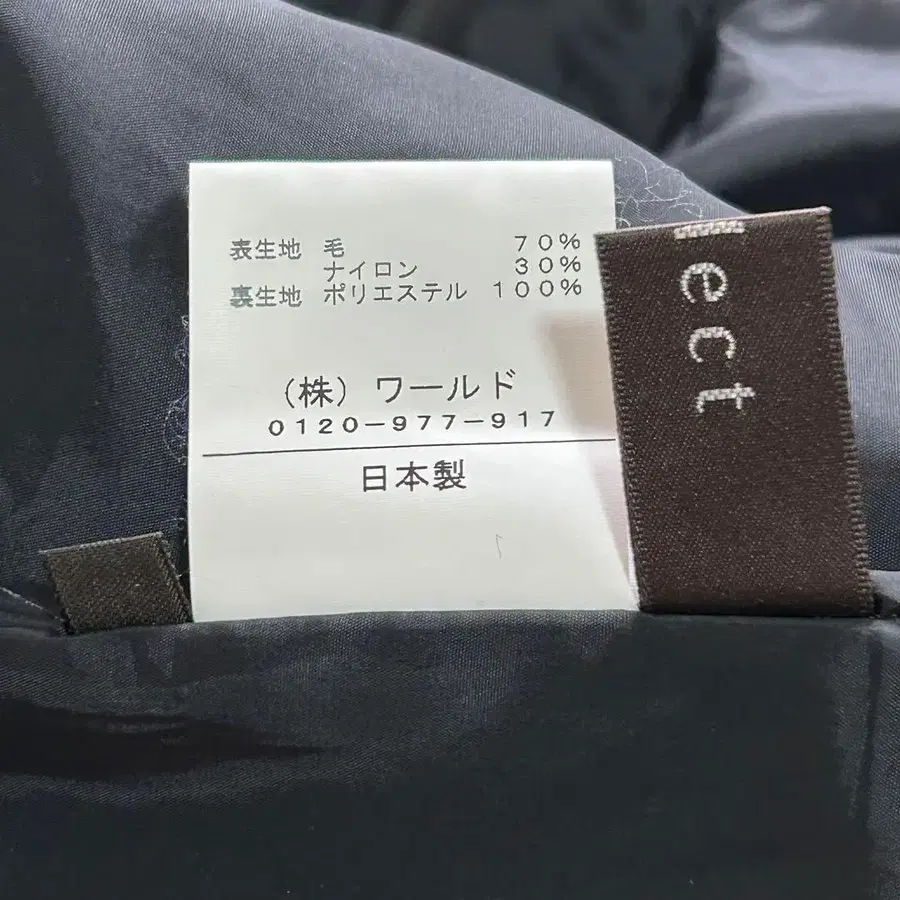 表生地 毛 70%
ナイロン 30%
裏生地 ポリエステル 100%
(株) ワールド
0120-977-917
日本製
ect